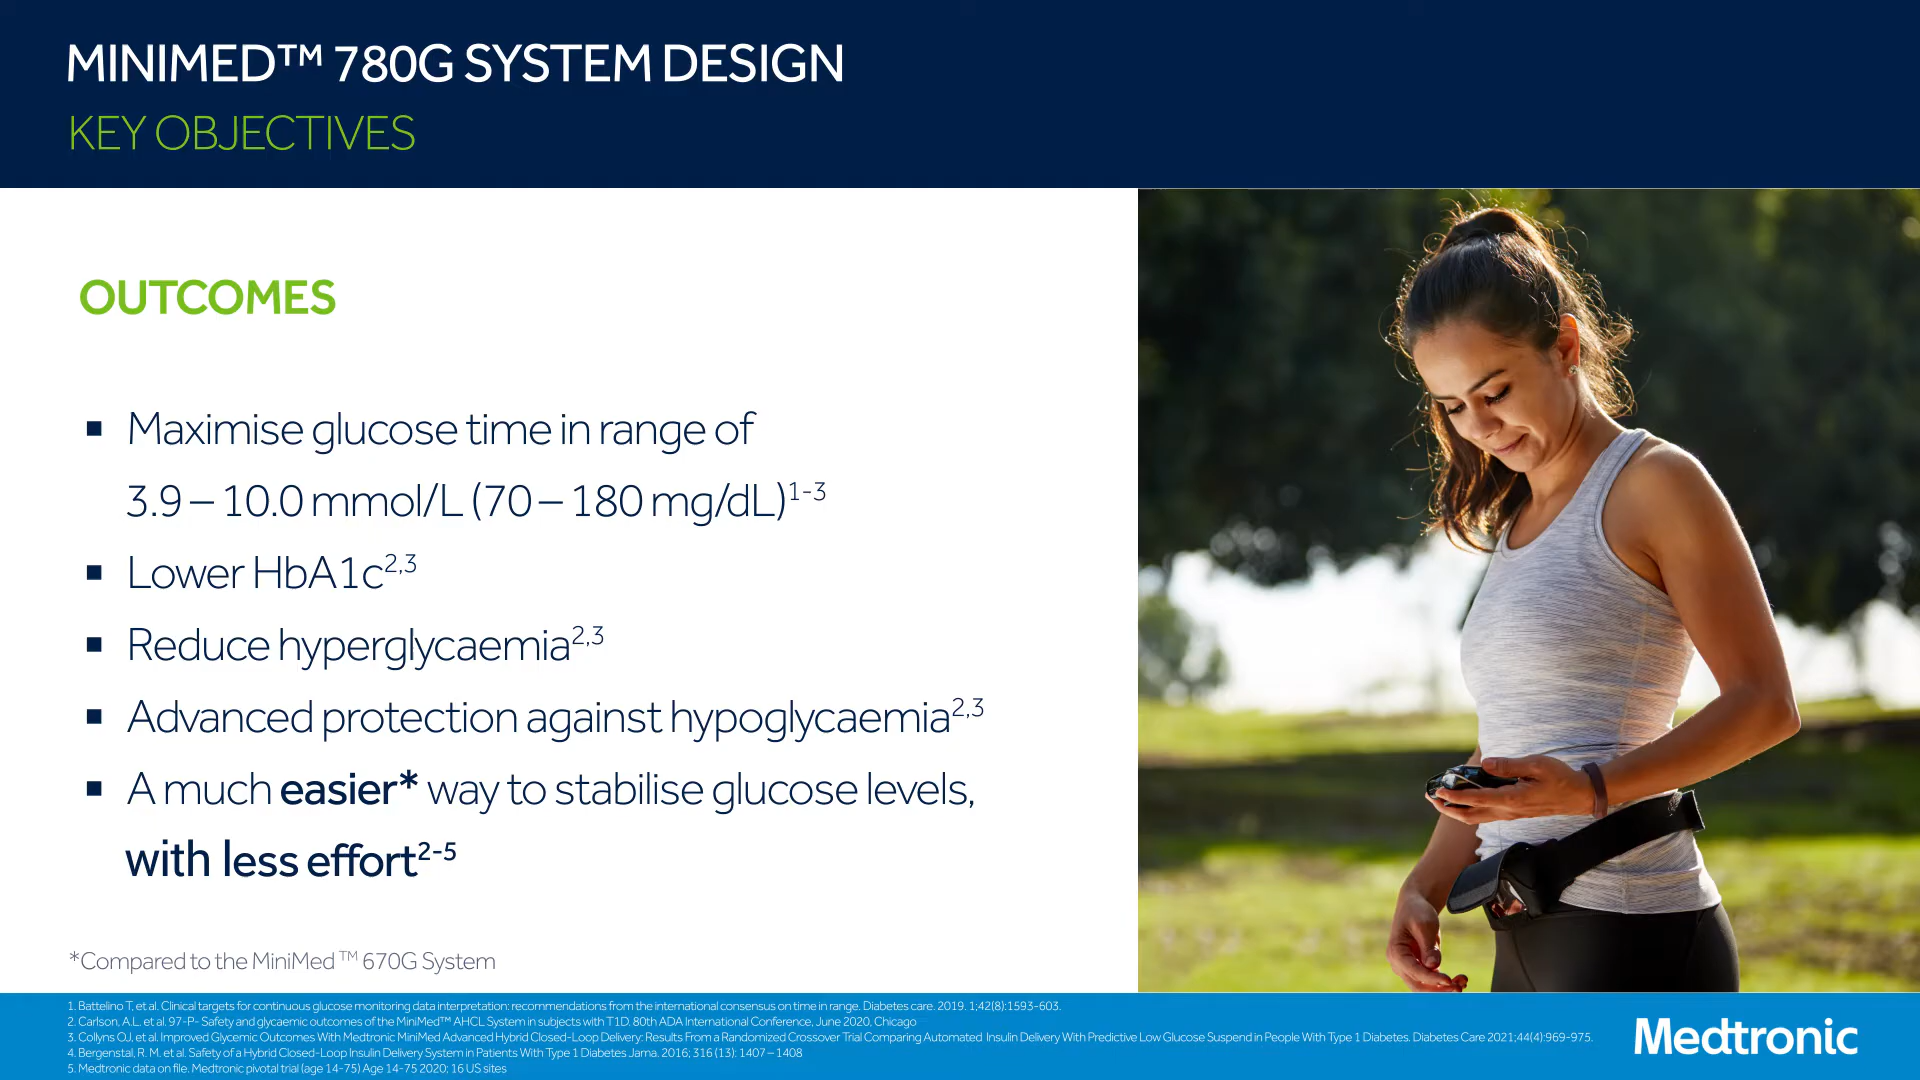 MINIMED™ 780G SYSTEM DESIGN
KEY OBJECTIVES
OUTCOMES
▪ Maximise glucose time in range of
3.9 – 10.0 mmol/L (70 – 180 mg/dL)¹⁻³
▪ Lower HbA1c²,³
▪ Reduce hyperglycaemia²,³
▪ Advanced protection against hypoglycaemia²,³
▪ A much easier* way to stabilise glucose levels,
with less effort²⁻⁵
*Compared to the MiniMed ™ 670G System
1. Battelino T, et al. Clinical targets for continuous glucose monitoring data interpretation: recommendations from the international consensus on time in range. Diabetes care. 2019. 1;42(8):1593-603.
2. Carlson, A.L. et al. 97-P- Safety and glycaemic outcomes of the MiniMed™ AHCL System in subjects with T1D. 80th ADA International Conference, June 2020, Chicago
3. Collyns OJ, et al. Improved Glycemic Outcomes With Medtronic MiniMed Advanced Hybrid Closed-Loop Delivery: Results From a Randomized Crossover Trial Comparing Automated Insulin Delivery With Predictive Low Glucose Suspend in People With Type 1 Diabetes. Diabetes Care 2021;44(4):969-975.
4. Bergenstal, R. M. et al. Safety of a Hybrid Closed-Loop Insulin Delivery System in Patients With Type 1 Diabetes Jama. 2016; 316 (13): 1407 – 1408
5. Medtronic data on file. Medtronic pivotal trial (age 14-75) Age 14-75 2020; 16 US sites
Medtronic